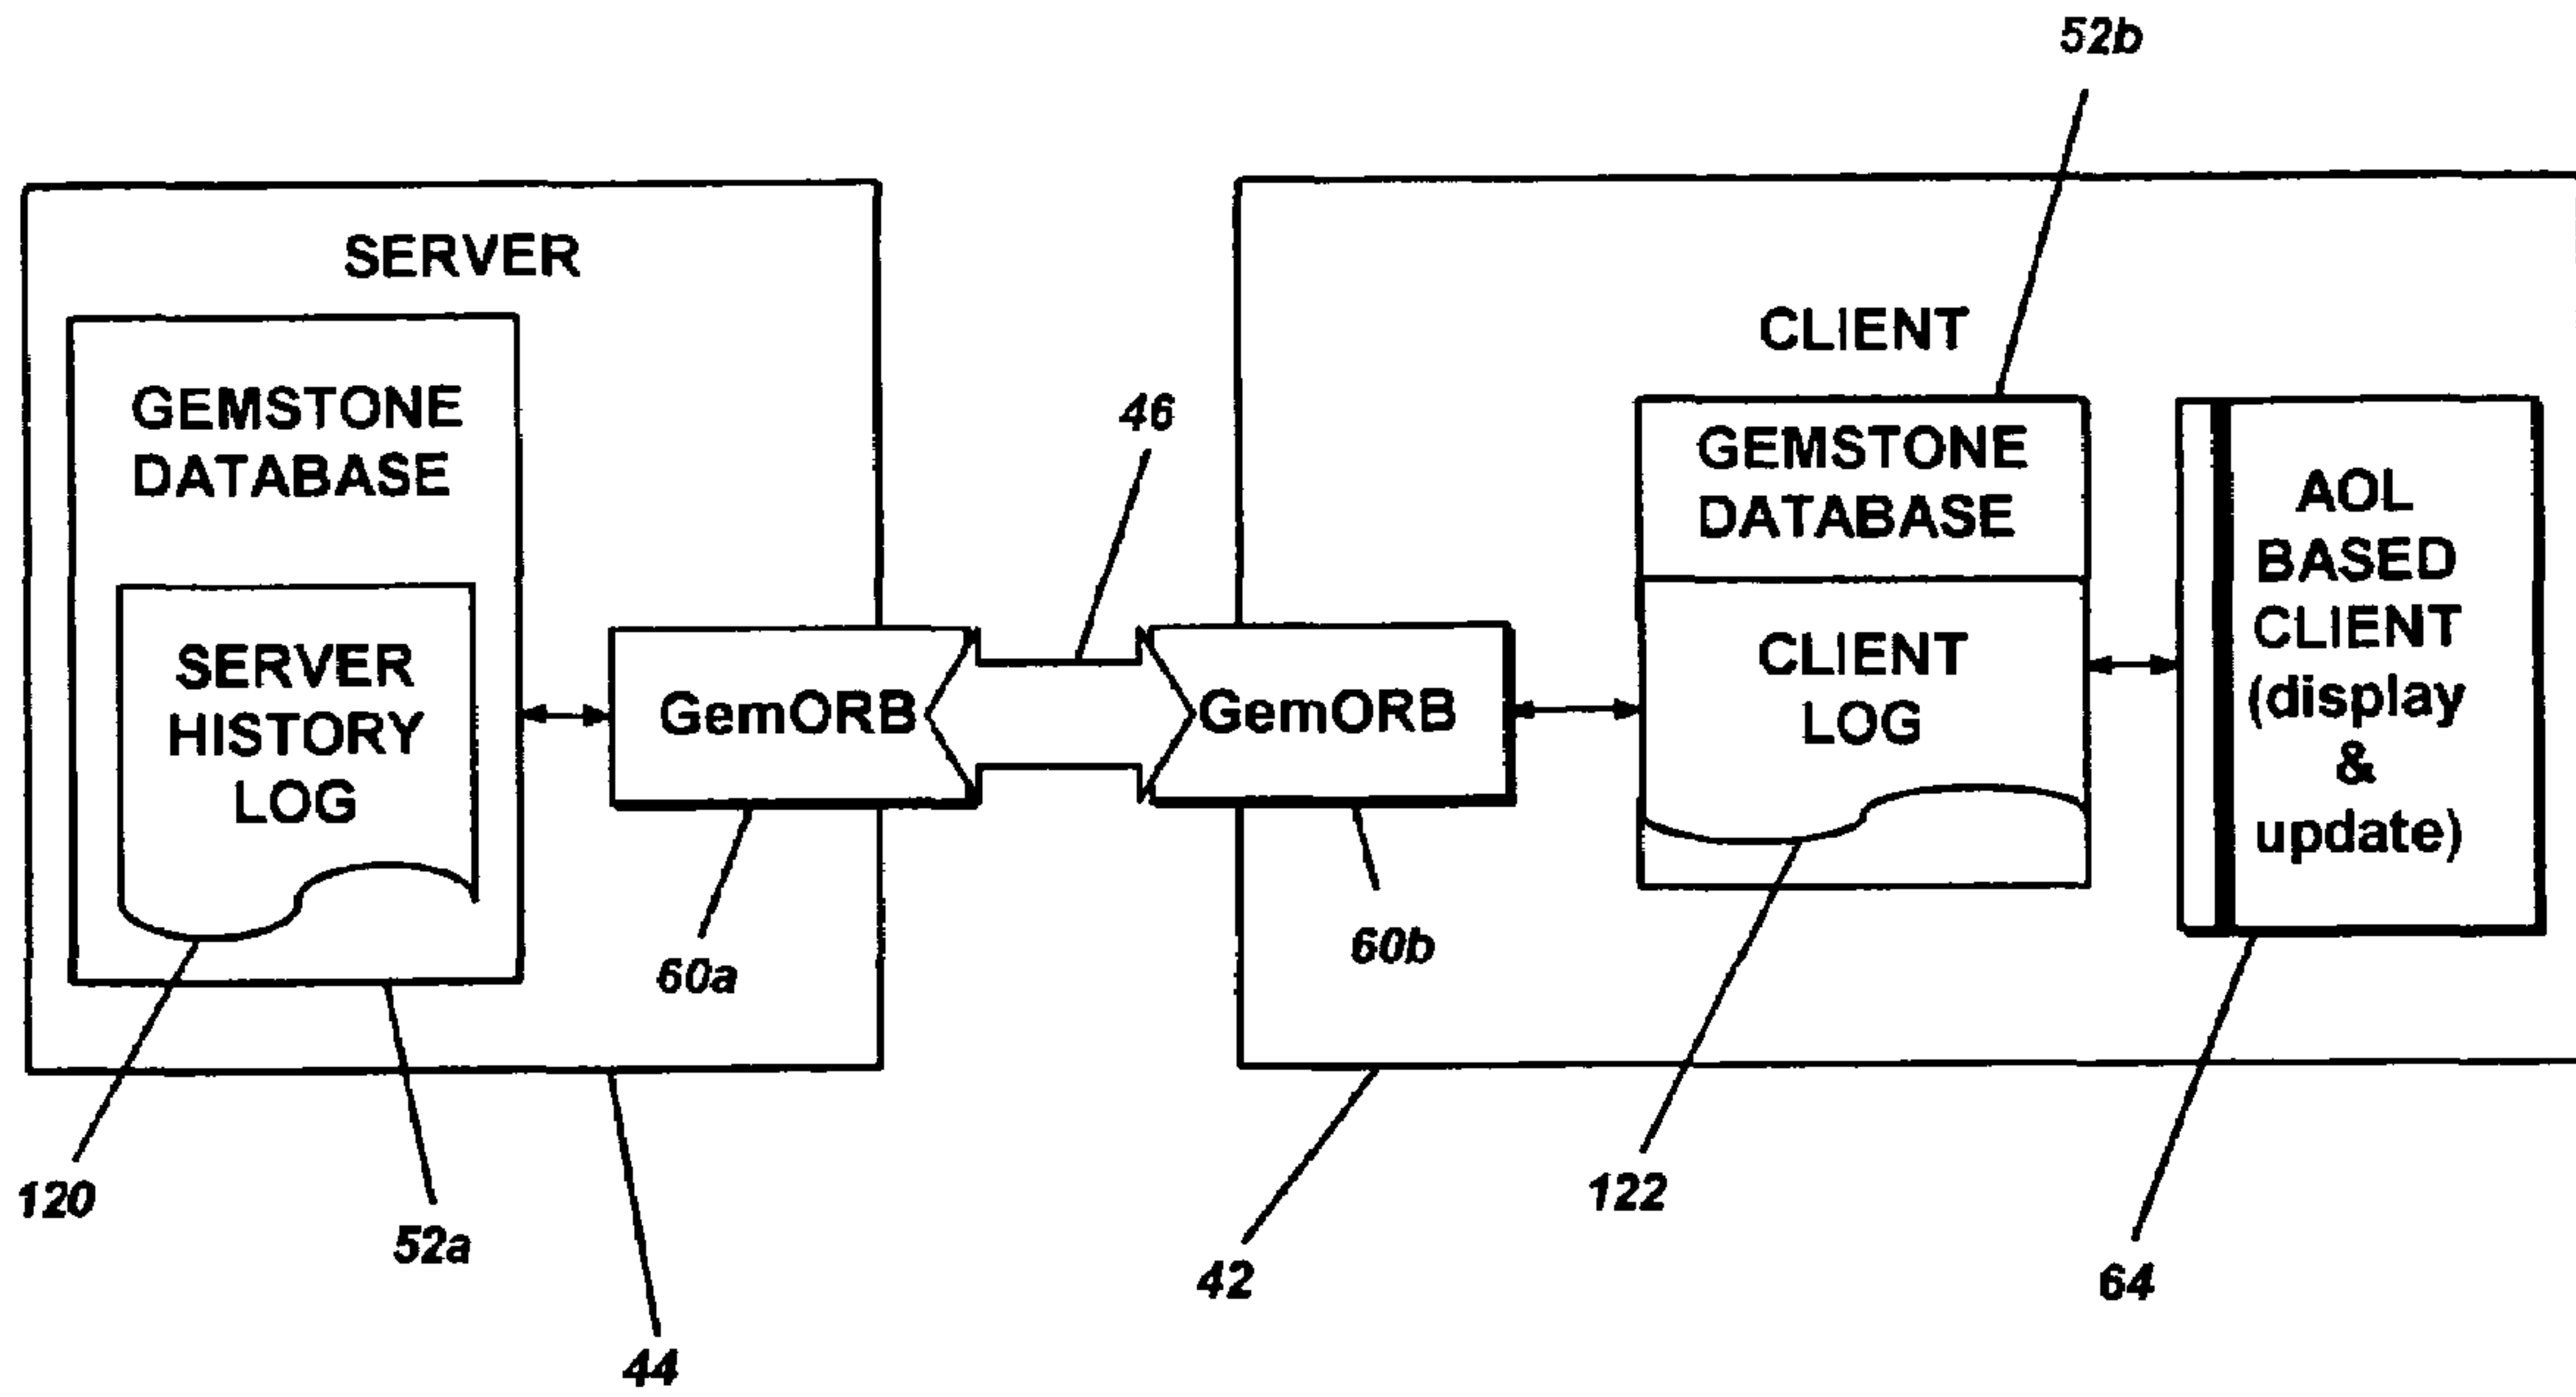 52b
SERVER
CLIENT
GEMSTONE
DATABASE
46
GEMSTONE
DATABASE
AOL
BASED
CLIENT
(display
&
update)
SERVER
HISTORY
LOG
GemORB
GemORB
CLIENT
LOG
60a
60b
120
52a
44
42
122
64